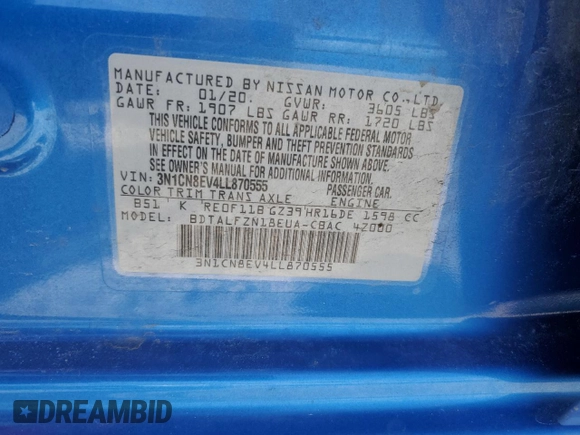 MANUFACTURED BY NISSAN MOTOR CO.,LTD.
DATE: 01/20. GVWR: 3605 LBS
GAWR FR: 1907 LBS GAWR RR: 1720 LBS
THIS VEHICLE CONFORMS TO ALL APPLICABLE FEDERAL MOTOR
VEHICLE SAFETY, BUMPER AND THEFT PREVENTION STANDARDS
IN EFFECT ON THE DATE OF MANUFACTURE SHOWN ABOVE.
SEE OWNER'S MANUAL FOR ADDITIONAL INFORMATION.
VIN: 3N1CN8EV4LL870555 PASSENGER CAR.
COLOR TRIM TRANS AXLE ENGINE
B51 K RE0F11B GZ39 HR16DE 1598 CC
MODEL: BDTALFZN18EUA-CBAC 4Z000
3N1CN8EV4LL870555
DREAMBID